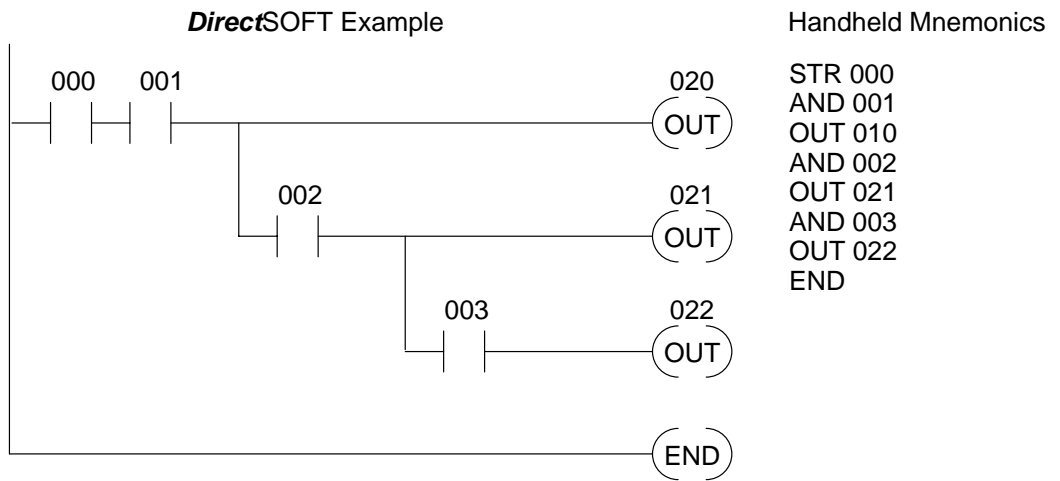 DirectSOFT Example
Handheld Mnemonics
000 001 020
OUT
002 021
OUT
003 022
OUT
END
STR 000
AND 001
OUT 010
AND 002
OUT 021
AND 003
OUT 022
END